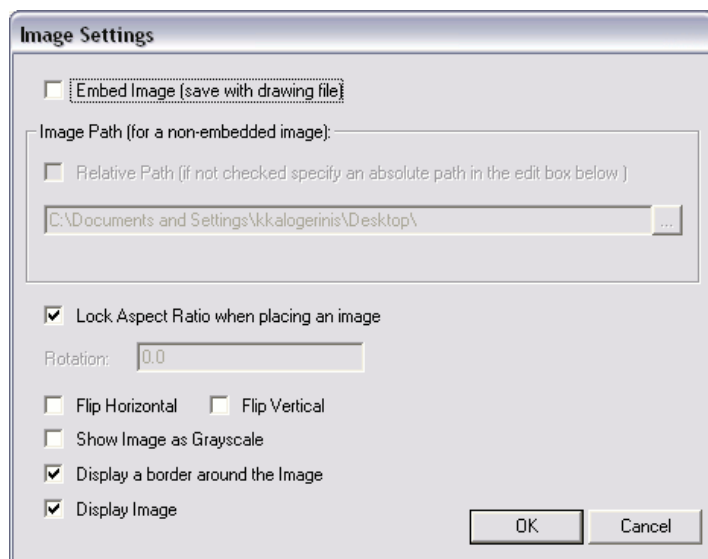 Image Settings
Embed Image (save with drawing file)
Image Path (for a non-embedded image):
Relative Path (if not checked specify an absolute path in the edit box below )
C:\Documents and Settings\kkalogerinis\Desktop\
...
Lock Aspect Ratio when placing an image
Rotation: 0.0
Flip Horizontal Flip Vertical
Show Image as Grayscale
Display a border around the Image
Display Image
OK Cancel